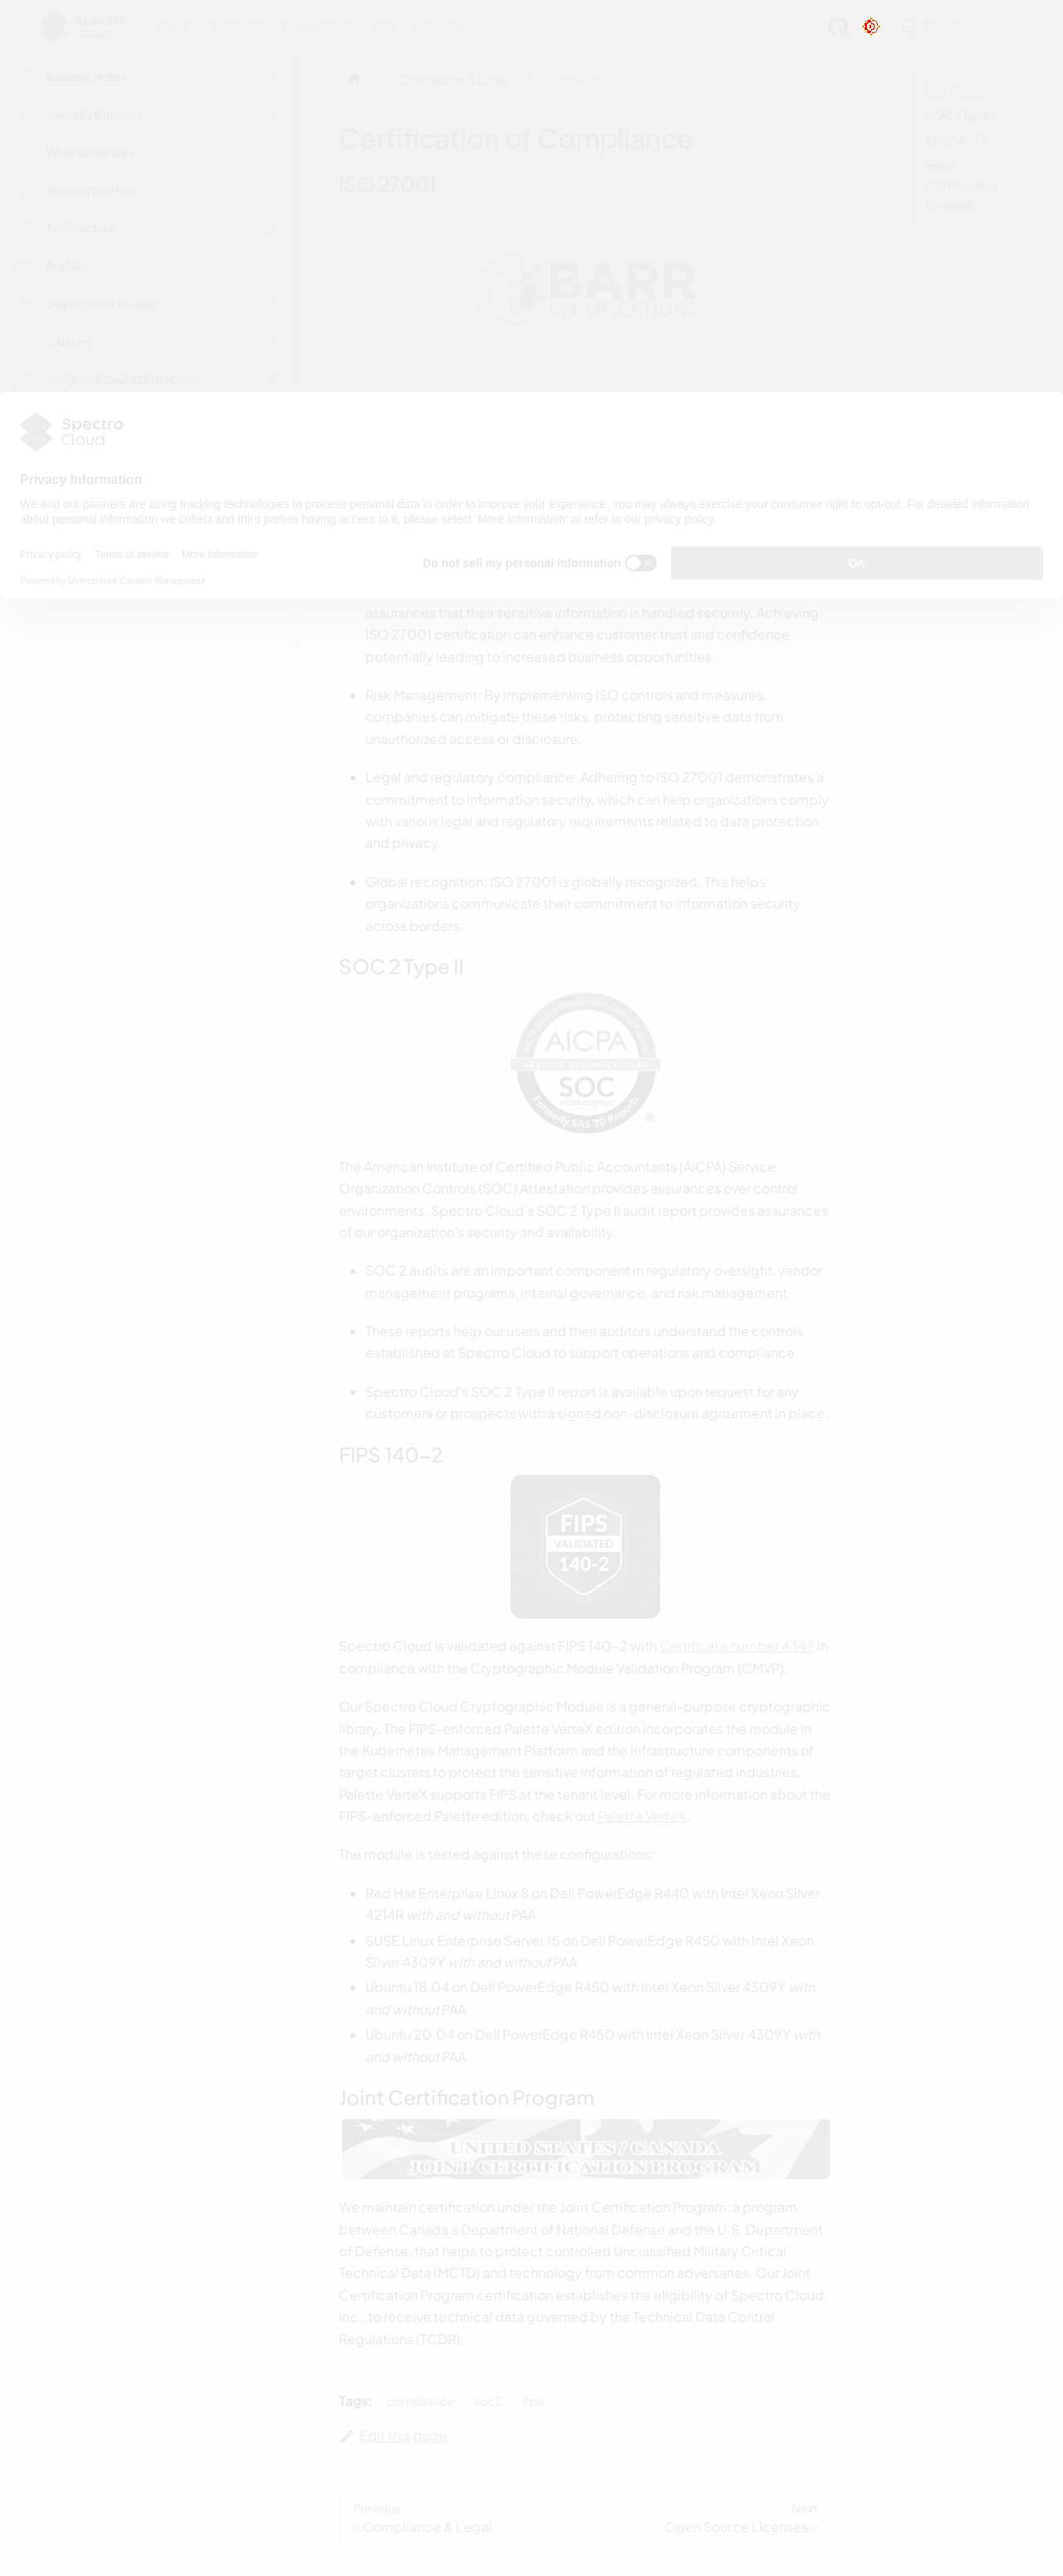 Spectro
Cloud
Docs Tutorials Downloads API latest
Search
Release Notes
Security Bulletins
What is Palette?
Getting Started
Architecture
Profiles
Deployment Modes
Clusters
Bring Your Own OS (BYOOS)
Compliance & Legal
Compliance
Certification of Compliance
ISO 27001
BARR
CERTIFICATIONS
ISO 27001
SOC 2 Type II
FIPS 140-2
Joint
Certification
Program
Spectro
Cloud
Privacy Information
We and our partners are using tracking technologies to process personal data in order to improve your experience. You may always exercise your consumer right to opt-out. For detailed information
about personal information we collect and third parties having access to it, please select 'More Information' or refer to our privacy policy.
Privacy policy Terms of service More Information
Powered by Usercentrics Consent Management
Do not sell my personal information
OK
assurances that their sensitive Information is handled securely. Achieving
ISO 27001 certification can enhance customer trust and confidence,
potentially leading to increased business opportunities.
Risk Management: By implementing ISO controls and measures,
companies can mitigate these risks, protecting sensitive data from
unauthorized access or disclosure.
Legal and regulatory compliance: Adhering to ISO 27001 demonstrates a
commitment to information security, which can help organizations comply
with various legal and regulatory requirements related to data protection
and privacy.
Global recognition: ISO 27001 is globally recognized. This helps
organizations communicate their commitment to information security
across borders.
SOC 2 Type II
AICPA
SERVICE ORGANIZATIONS
SOC
aicpa.org/soc
Formerly SAS 70 Reports
®
The American Institute of Certified Public Accountants (AICPA) Service
Organization Controls (SOC) Attestation provides assurances over control
environments. Spectro Cloud's SOC 2 Type II audit report provides assurances
of our organization's security and availability.
SOC 2 audits are an important component in regulatory oversight, vendor
management programs, internal governance, and risk management.
These reports help our users and their auditors understand the controls
established at Spectro Cloud to support operations and compliance.
Spectro Cloud's SOC 2 Type II report is available upon request for any
customers or prospects with a signed non-disclosure agreement in place.
FIPS 140-2
FIPS
VALIDATED
140-2
Spectro Cloud is validated against FIPS 140-2 with Certificate number 4349 in
compliance with the Cryptographic Module Validation Program (CMVP).
Our Spectro Cloud Cryptographic Module is a general-purpose cryptographic
library. The FIPS-enforced Palette VerteX edition incorporates the module in
the Kubernetes Management Platform and the infrastructure components of
target clusters to protect the sensitive information of regulated industries.
Palette VerteX supports FIPS at the tenant level. For more information about the
FIPS-enforced Palette edition, check out Palette VerteX.
The module is tested against these configurations:
Red Hat Enterprise Linux 8 on Dell PowerEdge R440 with Intel Xeon Silver
4214R with and without PAA
SUSE Linux Enterprise Server 15 on Dell PowerEdge R450 with Intel Xeon
Silver 4309Y with and without PAA
Ubuntu 18.04 on Dell PowerEdge R450 with Intel Xeon Silver 4309Y with
and without PAA
Ubuntu 20.04 on Dell PowerEdge R450 with Intel Xeon Silver 4309Y with
and without PAA
Joint Certification Program
UNITED STATES / CANADA
JOINT CERTIFICATION PROGRAM
We maintain certification under the Joint Certification Program, a program
between Canada's Department of National Defense and the U.S. Department
of Defense, that helps to protect controlled Unclassified Military Critical
Technical Data (MCTD) and technology from common adversaries. Our Joint
Certification Program certification establishes the eligibility of Spectro Cloud,
Inc., to receive technical data governed by the Technical Data Control
Regulations (TCDR).
Tags: compliance soc2 fips
Edit this page
Previous
« Compliance & Legal
Next
Open Source Licenses »